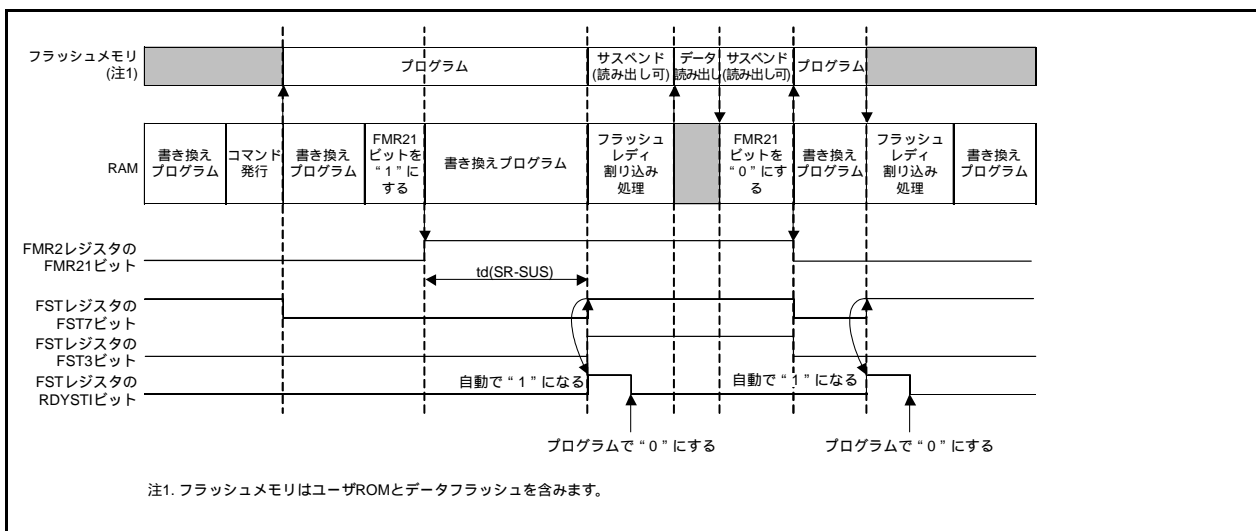 フラッシュメモリ
(注1)
プログラム
サスペンド
(読み出し可)
データ
読み出し
サスペンド
(読み出し可)
プログラム
RAM
書き換え
プログラム
コマンド
発行
書き換え
プログラム
FMR21
ビットを
“1”に
する
書き換えプログラム
フラッシュ
レディ
割り込み
処理
FMR21
ビットを
“0”にす
る
書き換え
プログラム
フラッシュ
レディ
割り込み
処理
書き換え
プログラム
FMR2レジスタの
FMR21ビット
td(SR-SUS)
FSTレジスタの
FST7ビット
FSTレジスタの
FST3ビット
FSTレジスタの
RDYSTIビット
自動で“1”になる
自動で“1”になる
プログラムで“0”にする
プログラムで“0”にする
注1. フラッシュメモリはユーザROMとデータフラッシュを含みます。